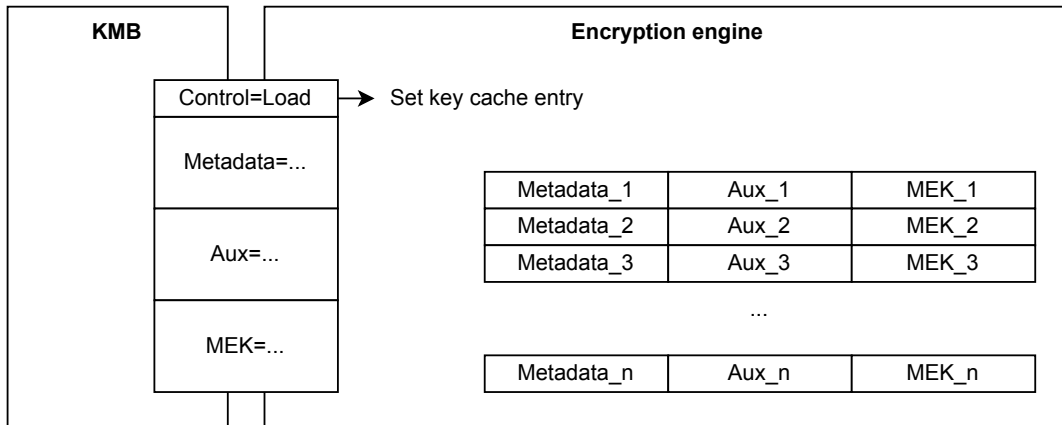 KMB
Encryption engine
Control=Load
Set key cache entry
Metadata=...
Aux=...
MEK=...
Metadata_1 Aux_1 MEK_1
Metadata_2 Aux_2 MEK_2
Metadata_3 Aux_3 MEK_3
...
Metadata_n Aux_n MEK_n